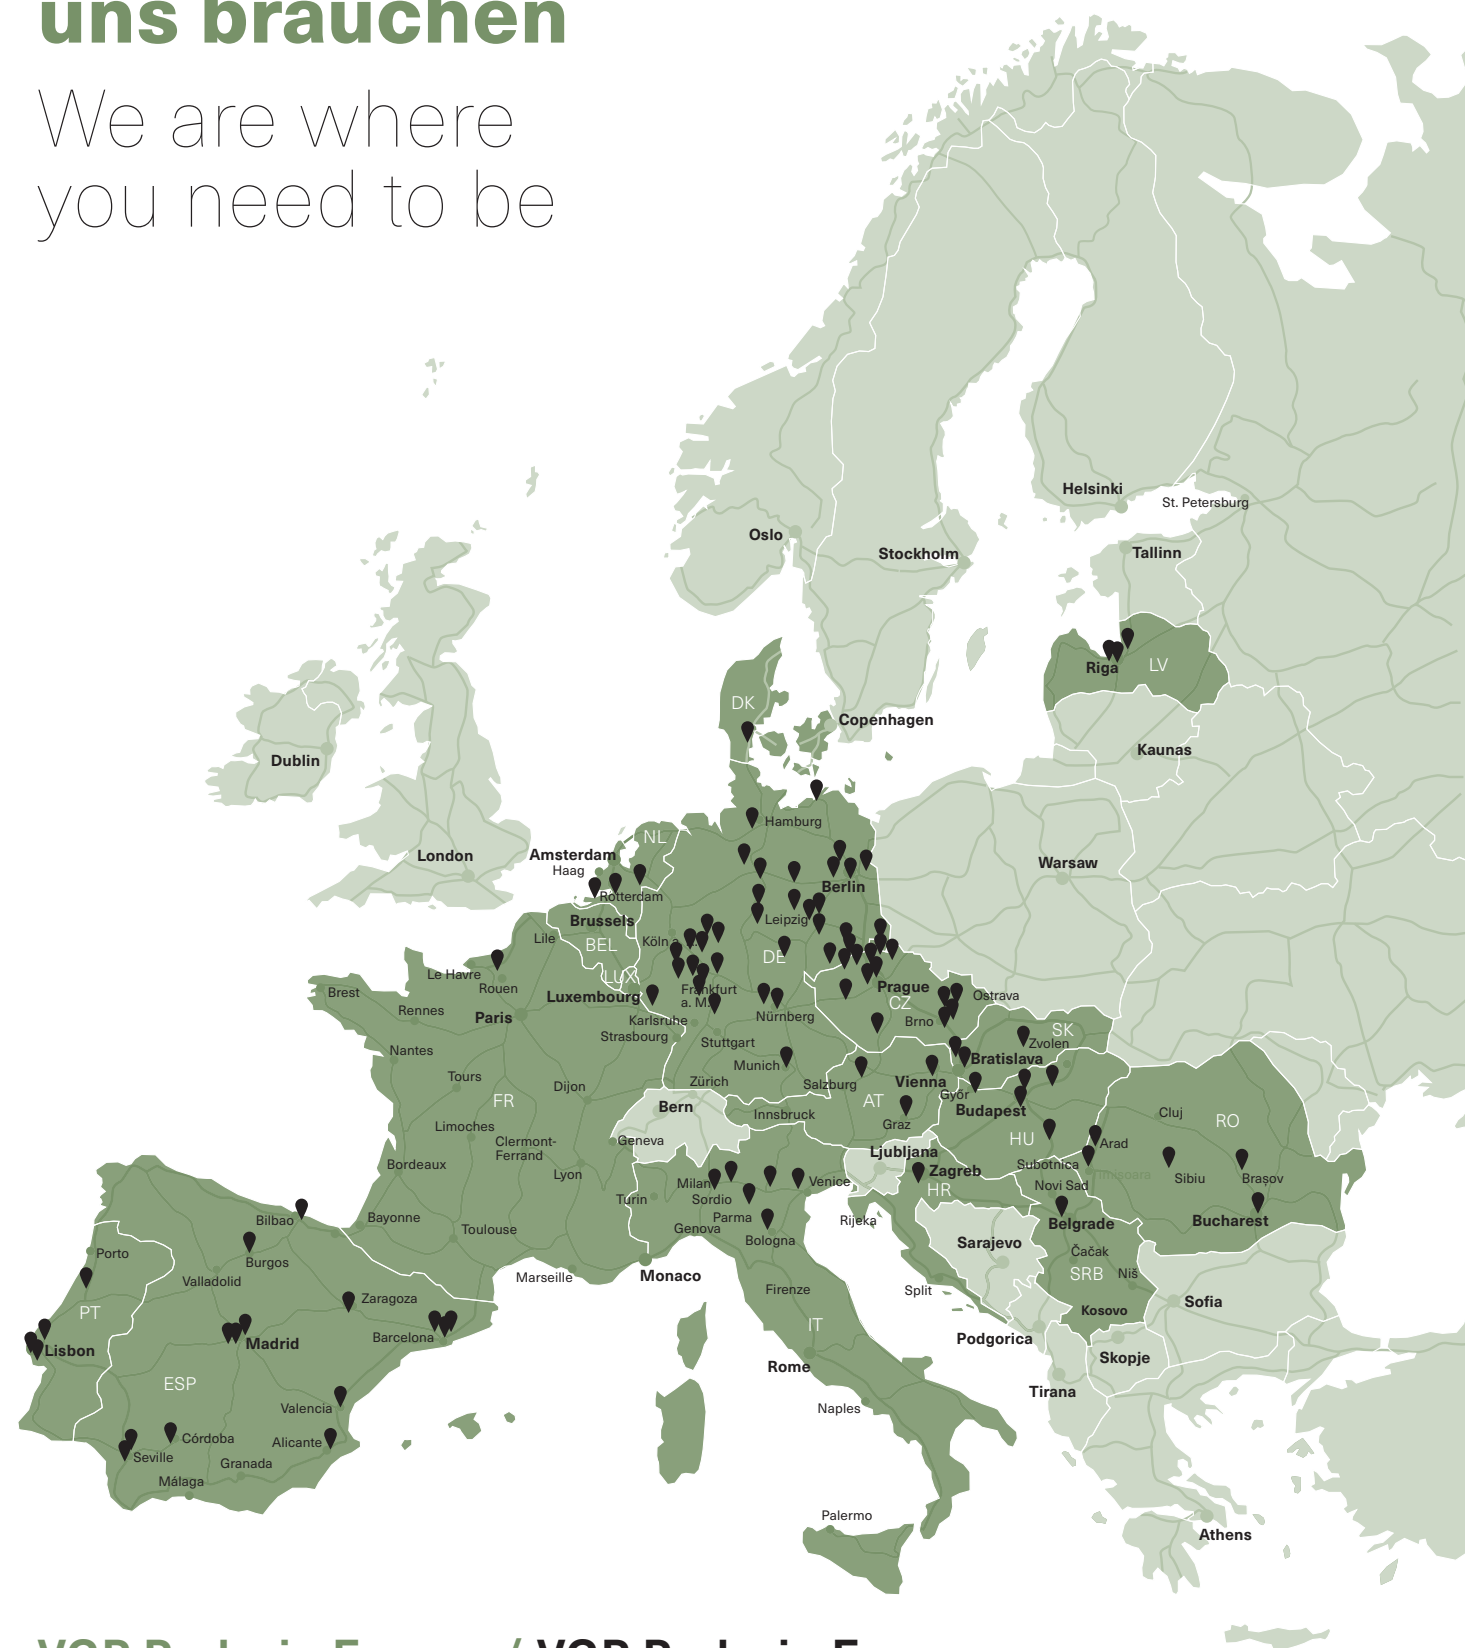 uns brauchen
We are where
you need to be
Helsinki
St. Petersburg
Oslo
Stockholm
Tallinn
Riga
LV
DK
Copenhagen
Kaunas
Dublin
Hamburg
NL
London
Amsterdam
Haag
Rotterdam
Warsaw
Berlin
Brussels
Leipzig
Lile
BEL
Köln
DE
Le Havre
Rouen
LUX
Luxembourg
Frankfurt
a. M.
Prague
CZ
Ostrava
Brest
Rennes
Paris
Karlsruhe
Strasbourg
Nürnberg
Brno
SK
Zvolen
Nantes
Stuttgart
Munich
Bratislava
Tours
Dijon
Zürich
Salzburg
Vienna
Győr
FR
Bern
Innsbruck
AT
Budapest
Cluj
RO
Limoches
Clermont-
Ferrand
Geneva
Graz
HU
Arad
Bordeaux
Lyon
Ljubljana
Zagreb
Subotnica
Timisoara
Sibiu
Brașov
Milan
Sordio
Venice
HR
Novi Sad
Turin
Parma
Genova
Bologna
Rijeka
Belgrade
Bucharest
Bilbao
Bayonne
Toulouse
Porto
Burgos
Valladolid
Marseille
Monaco
Sarajevo
Čačak
SRB
Niš
PT
Zaragoza
Firenze
Split
Kosovo
Sofia
Lisbon
Madrid
Barcelona
IT
Podgorica
Rome
Skopje
ESP
Tirana
Valencia
Naples
Córdoba
Alicante
Seville
Granada
Málaga
Palermo
Athens